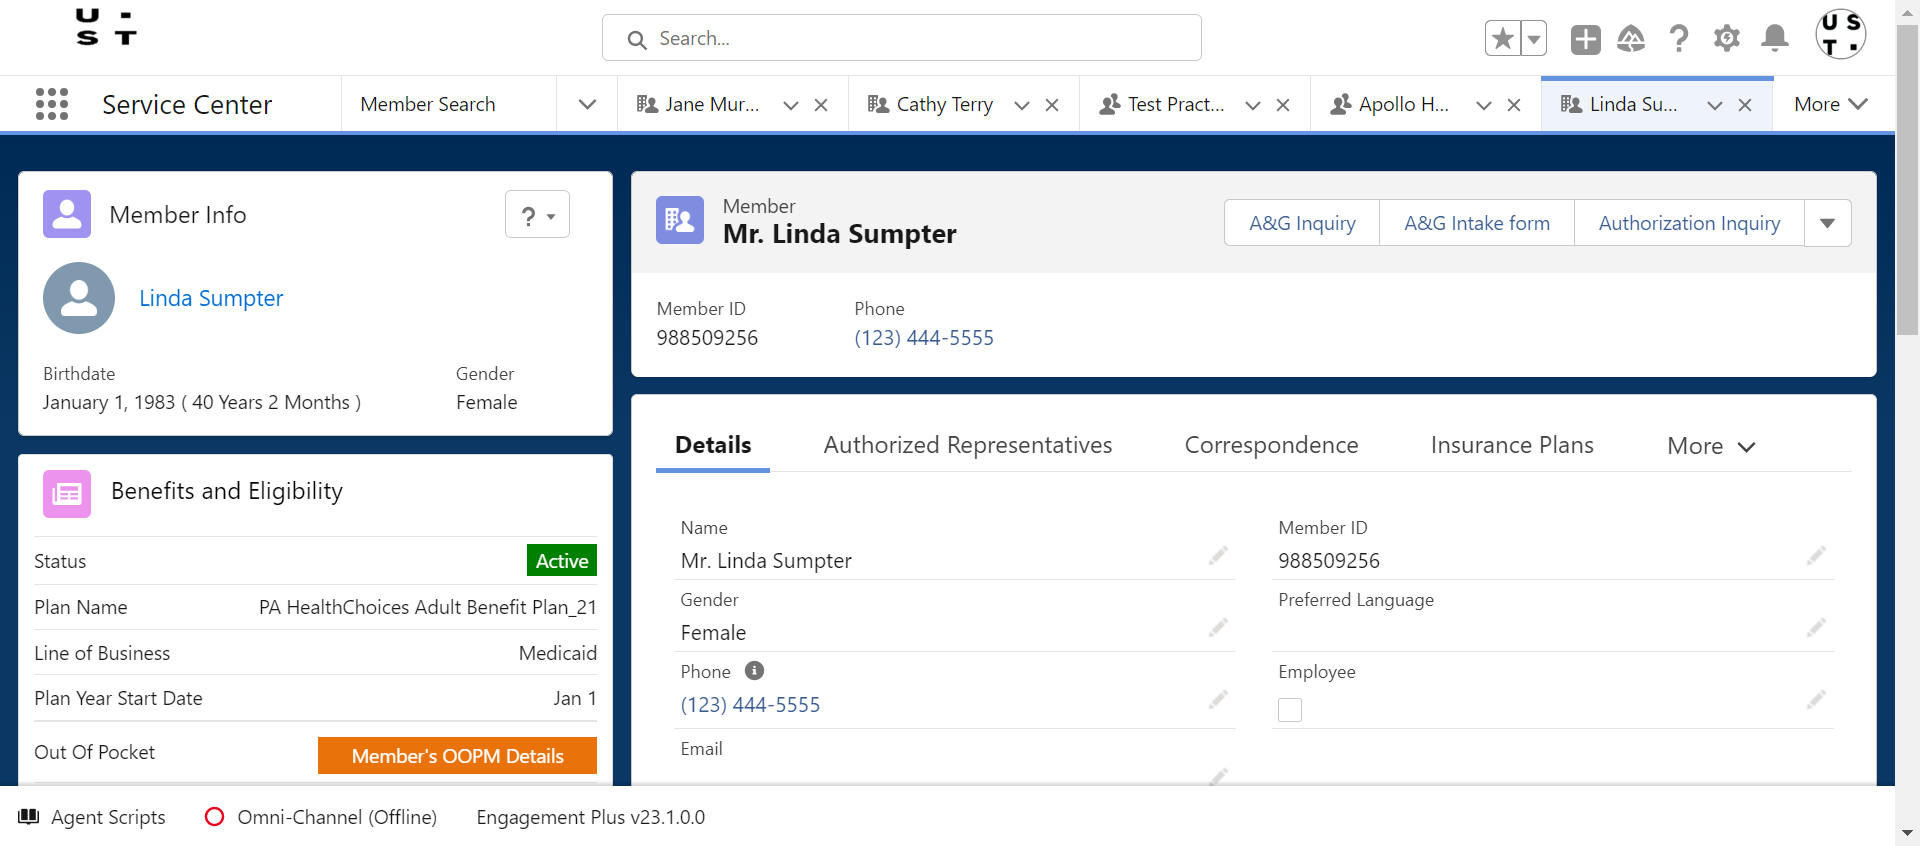 U ·
S T
Search...
U S
T ·
Service Center
Member Search
Jane Mur...
Cathy Terry
Test Pract...
Apollo H...
Linda Su...
More
Member Info
?
Linda Sumpter
Birthdate
January 1, 1983 ( 40 Years 2 Months )
Gender
Female
Benefits and Eligibility
Status
Active
Plan Name
PA HealthChoices Adult Benefit Plan_21
Line of Business
Medicaid
Plan Year Start Date
Jan 1
Out Of Pocket
Member's OOPM Details
Member
Mr. Linda Sumpter
A&G Inquiry
A&G Intake form
Authorization Inquiry
Member ID
988509256
Phone
(123) 444-5555
Details
Authorized Representatives
Correspondence
Insurance Plans
More
Name
Mr. Linda Sumpter
Member ID
988509256
Gender
Female
Preferred Language
Phone
(123) 444-5555
Employee
Email
Agent Scripts
Omni-Channel (Offline)
Engagement Plus v23.1.0.0